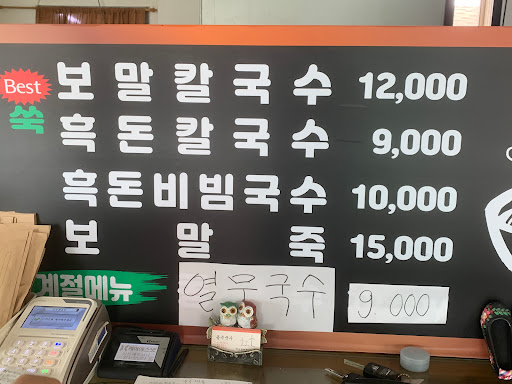 Best 보말칼국수 12,000
쑥 흑돈칼국수 9,000
흑돈비빔국수 10,000
보말죽 15,000
계절메뉴 열무국수 9.000